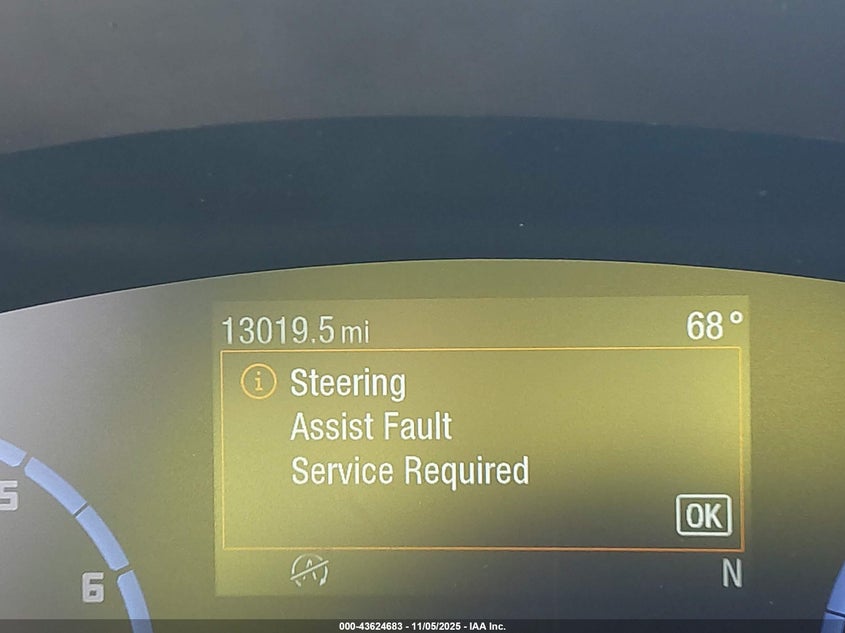 13019.5 mi 68°
i Steering
Assist Fault
Service Required
OK
5
6
A N
000-43624683 - 11/05/2025 - IAA Inc.